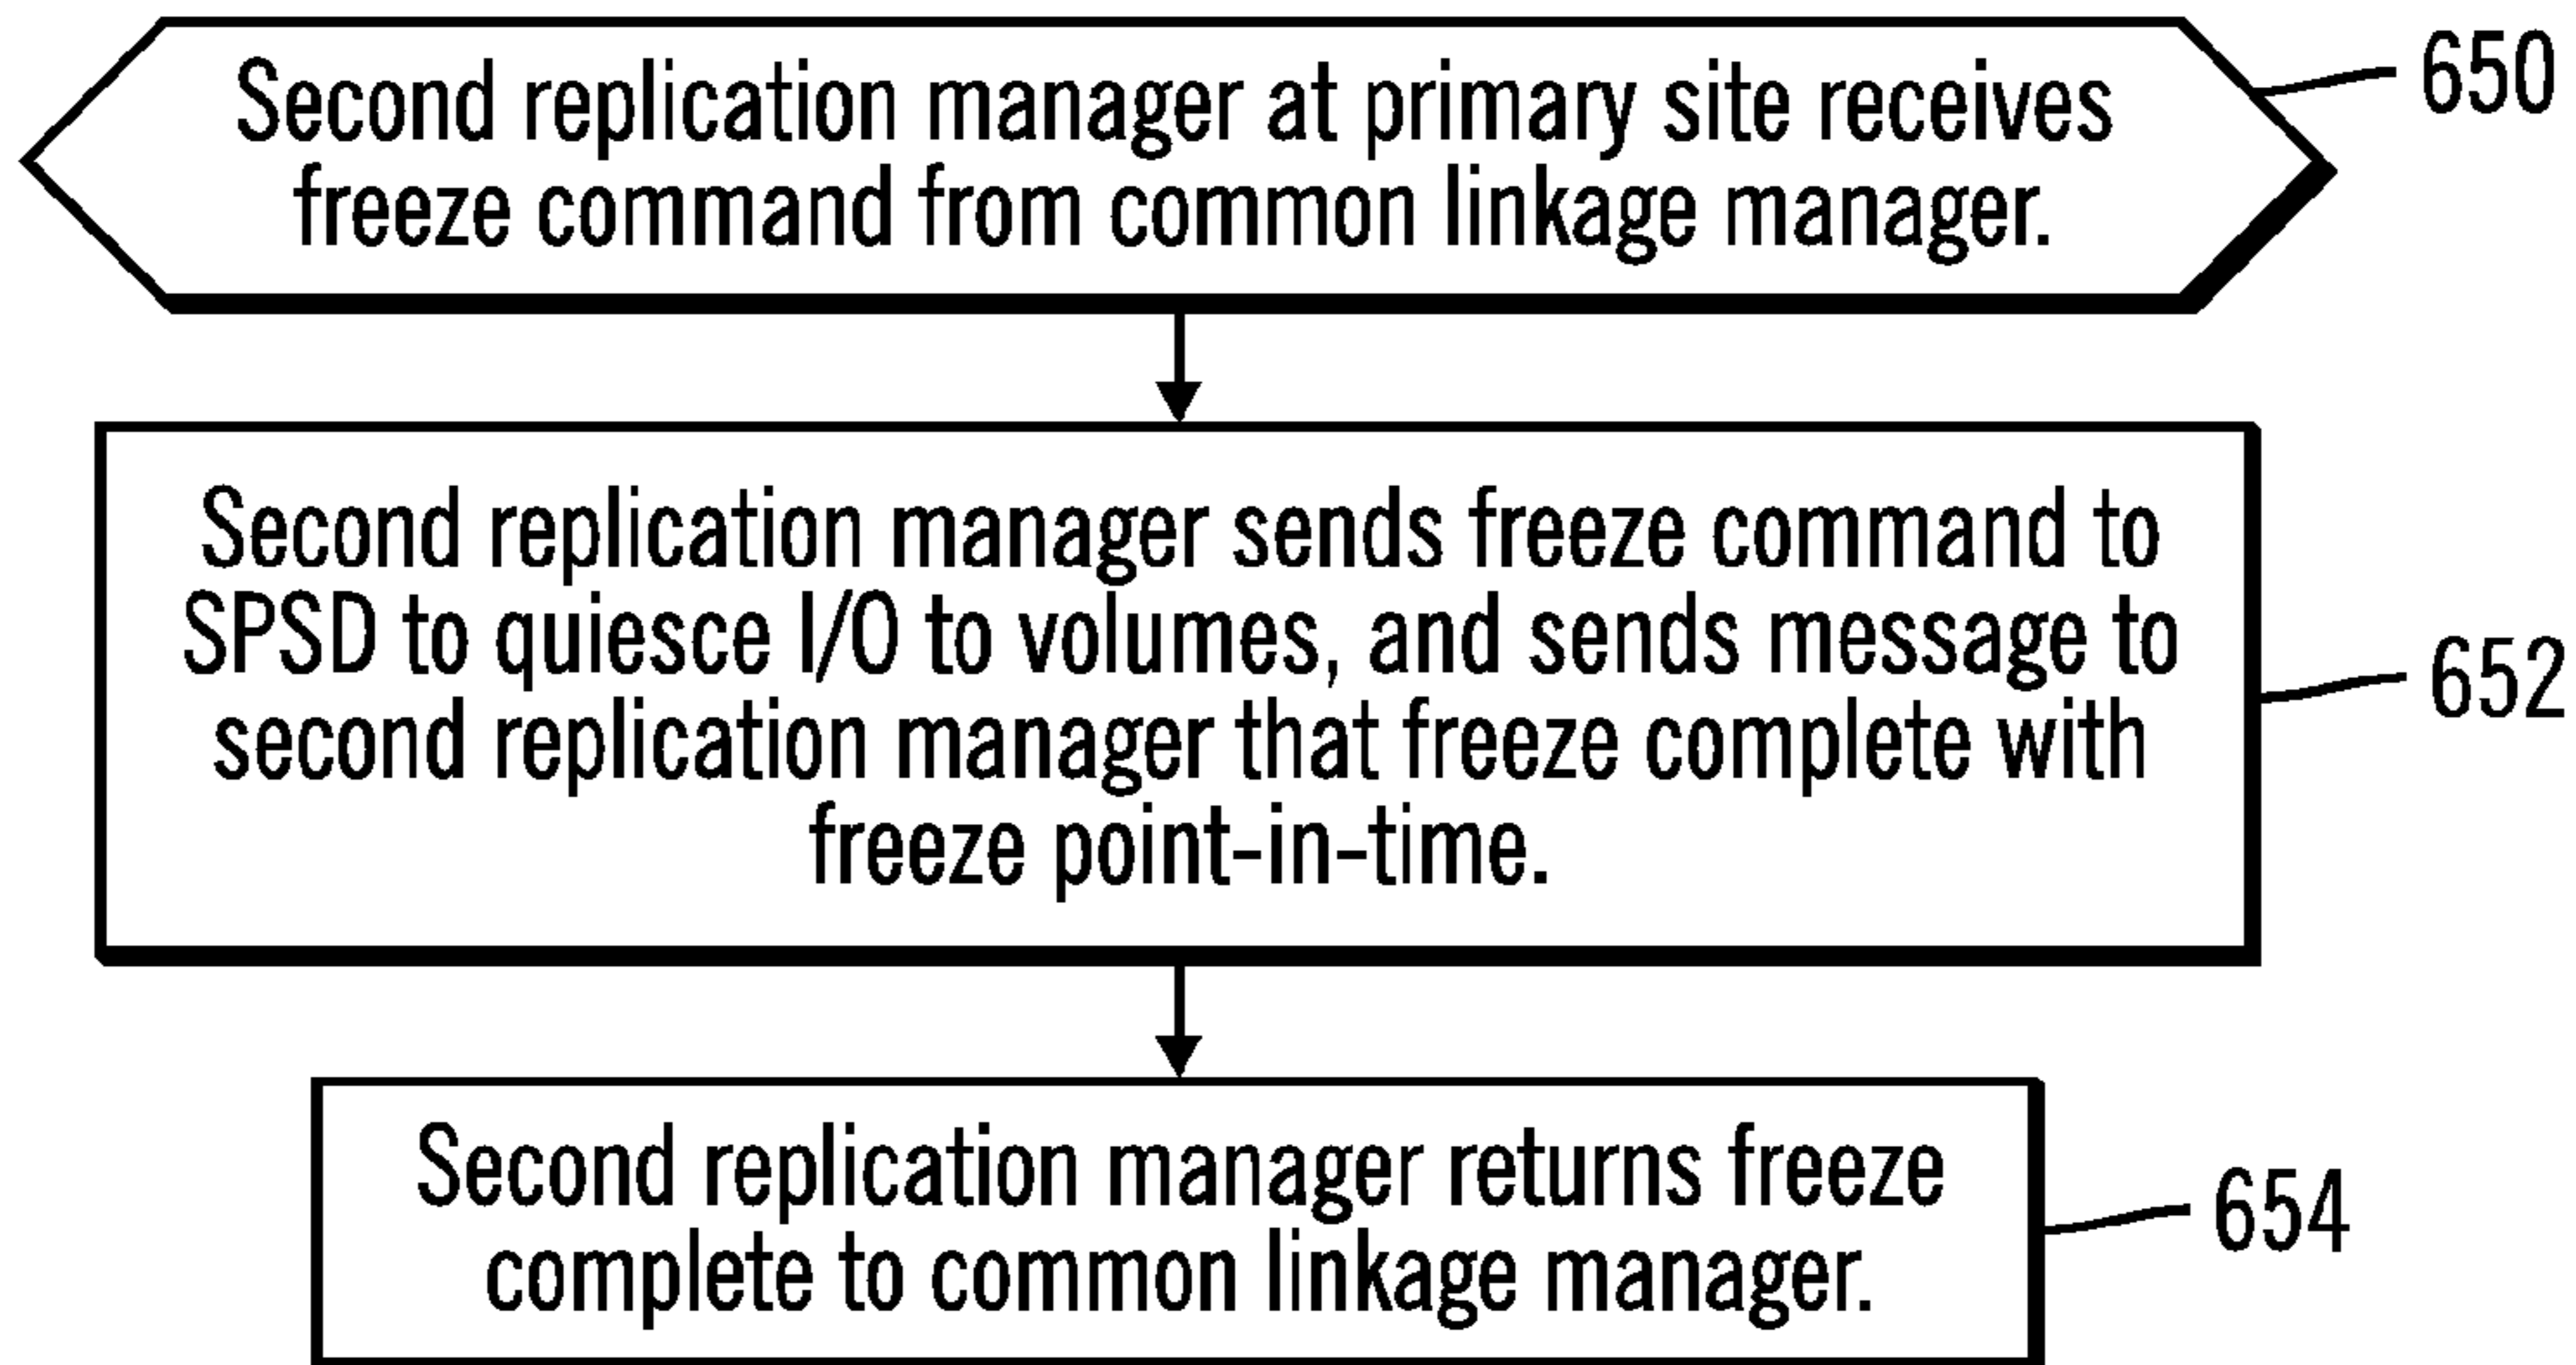 Second replication manager at primary site receives
freeze command from common linkage manager.
650
Second replication manager sends freeze command to
SPSD to quiesce I/O to volumes, and sends message to
second replication manager that freeze complete with
freeze point-in-time.
652
Second replication manager returns freeze
complete to common linkage manager.
654